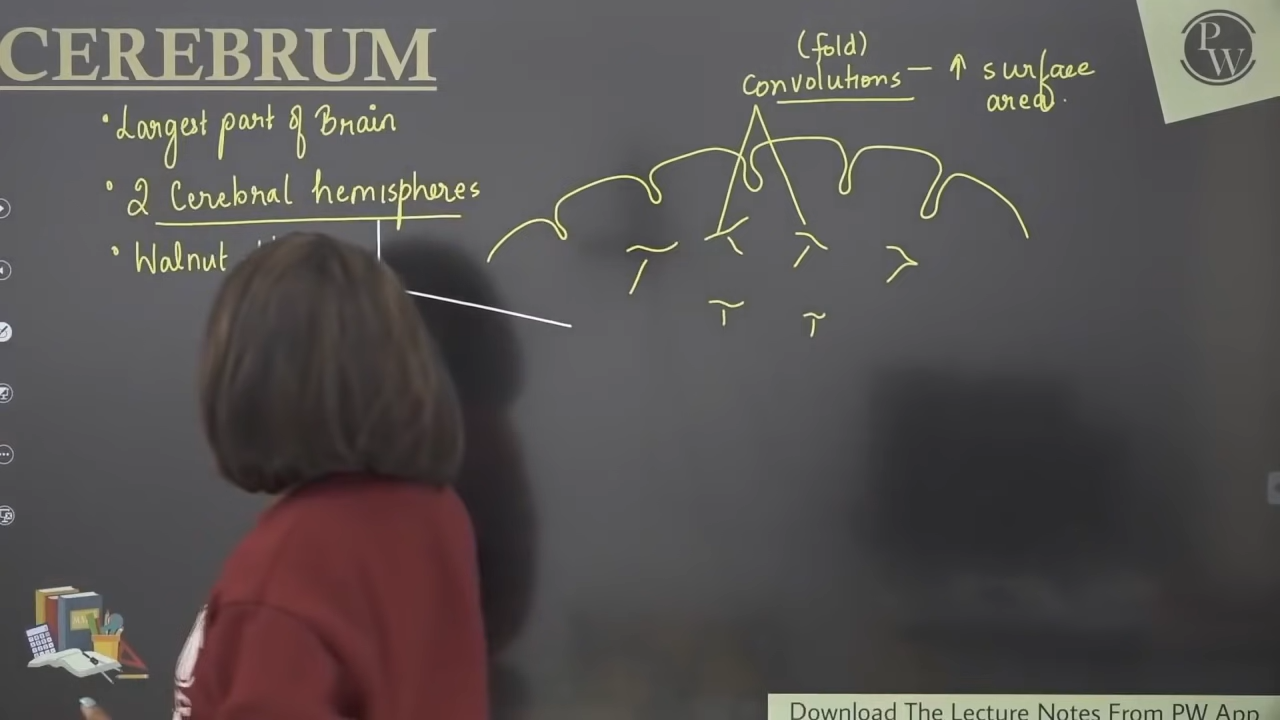 CEREBRUM
• Largest part of Brain
• 2 Cerebral hemispheres
• Walnut
(fold)
Convolutions — ↑ surface
area.
PW
Download The Lecture Notes From PW App